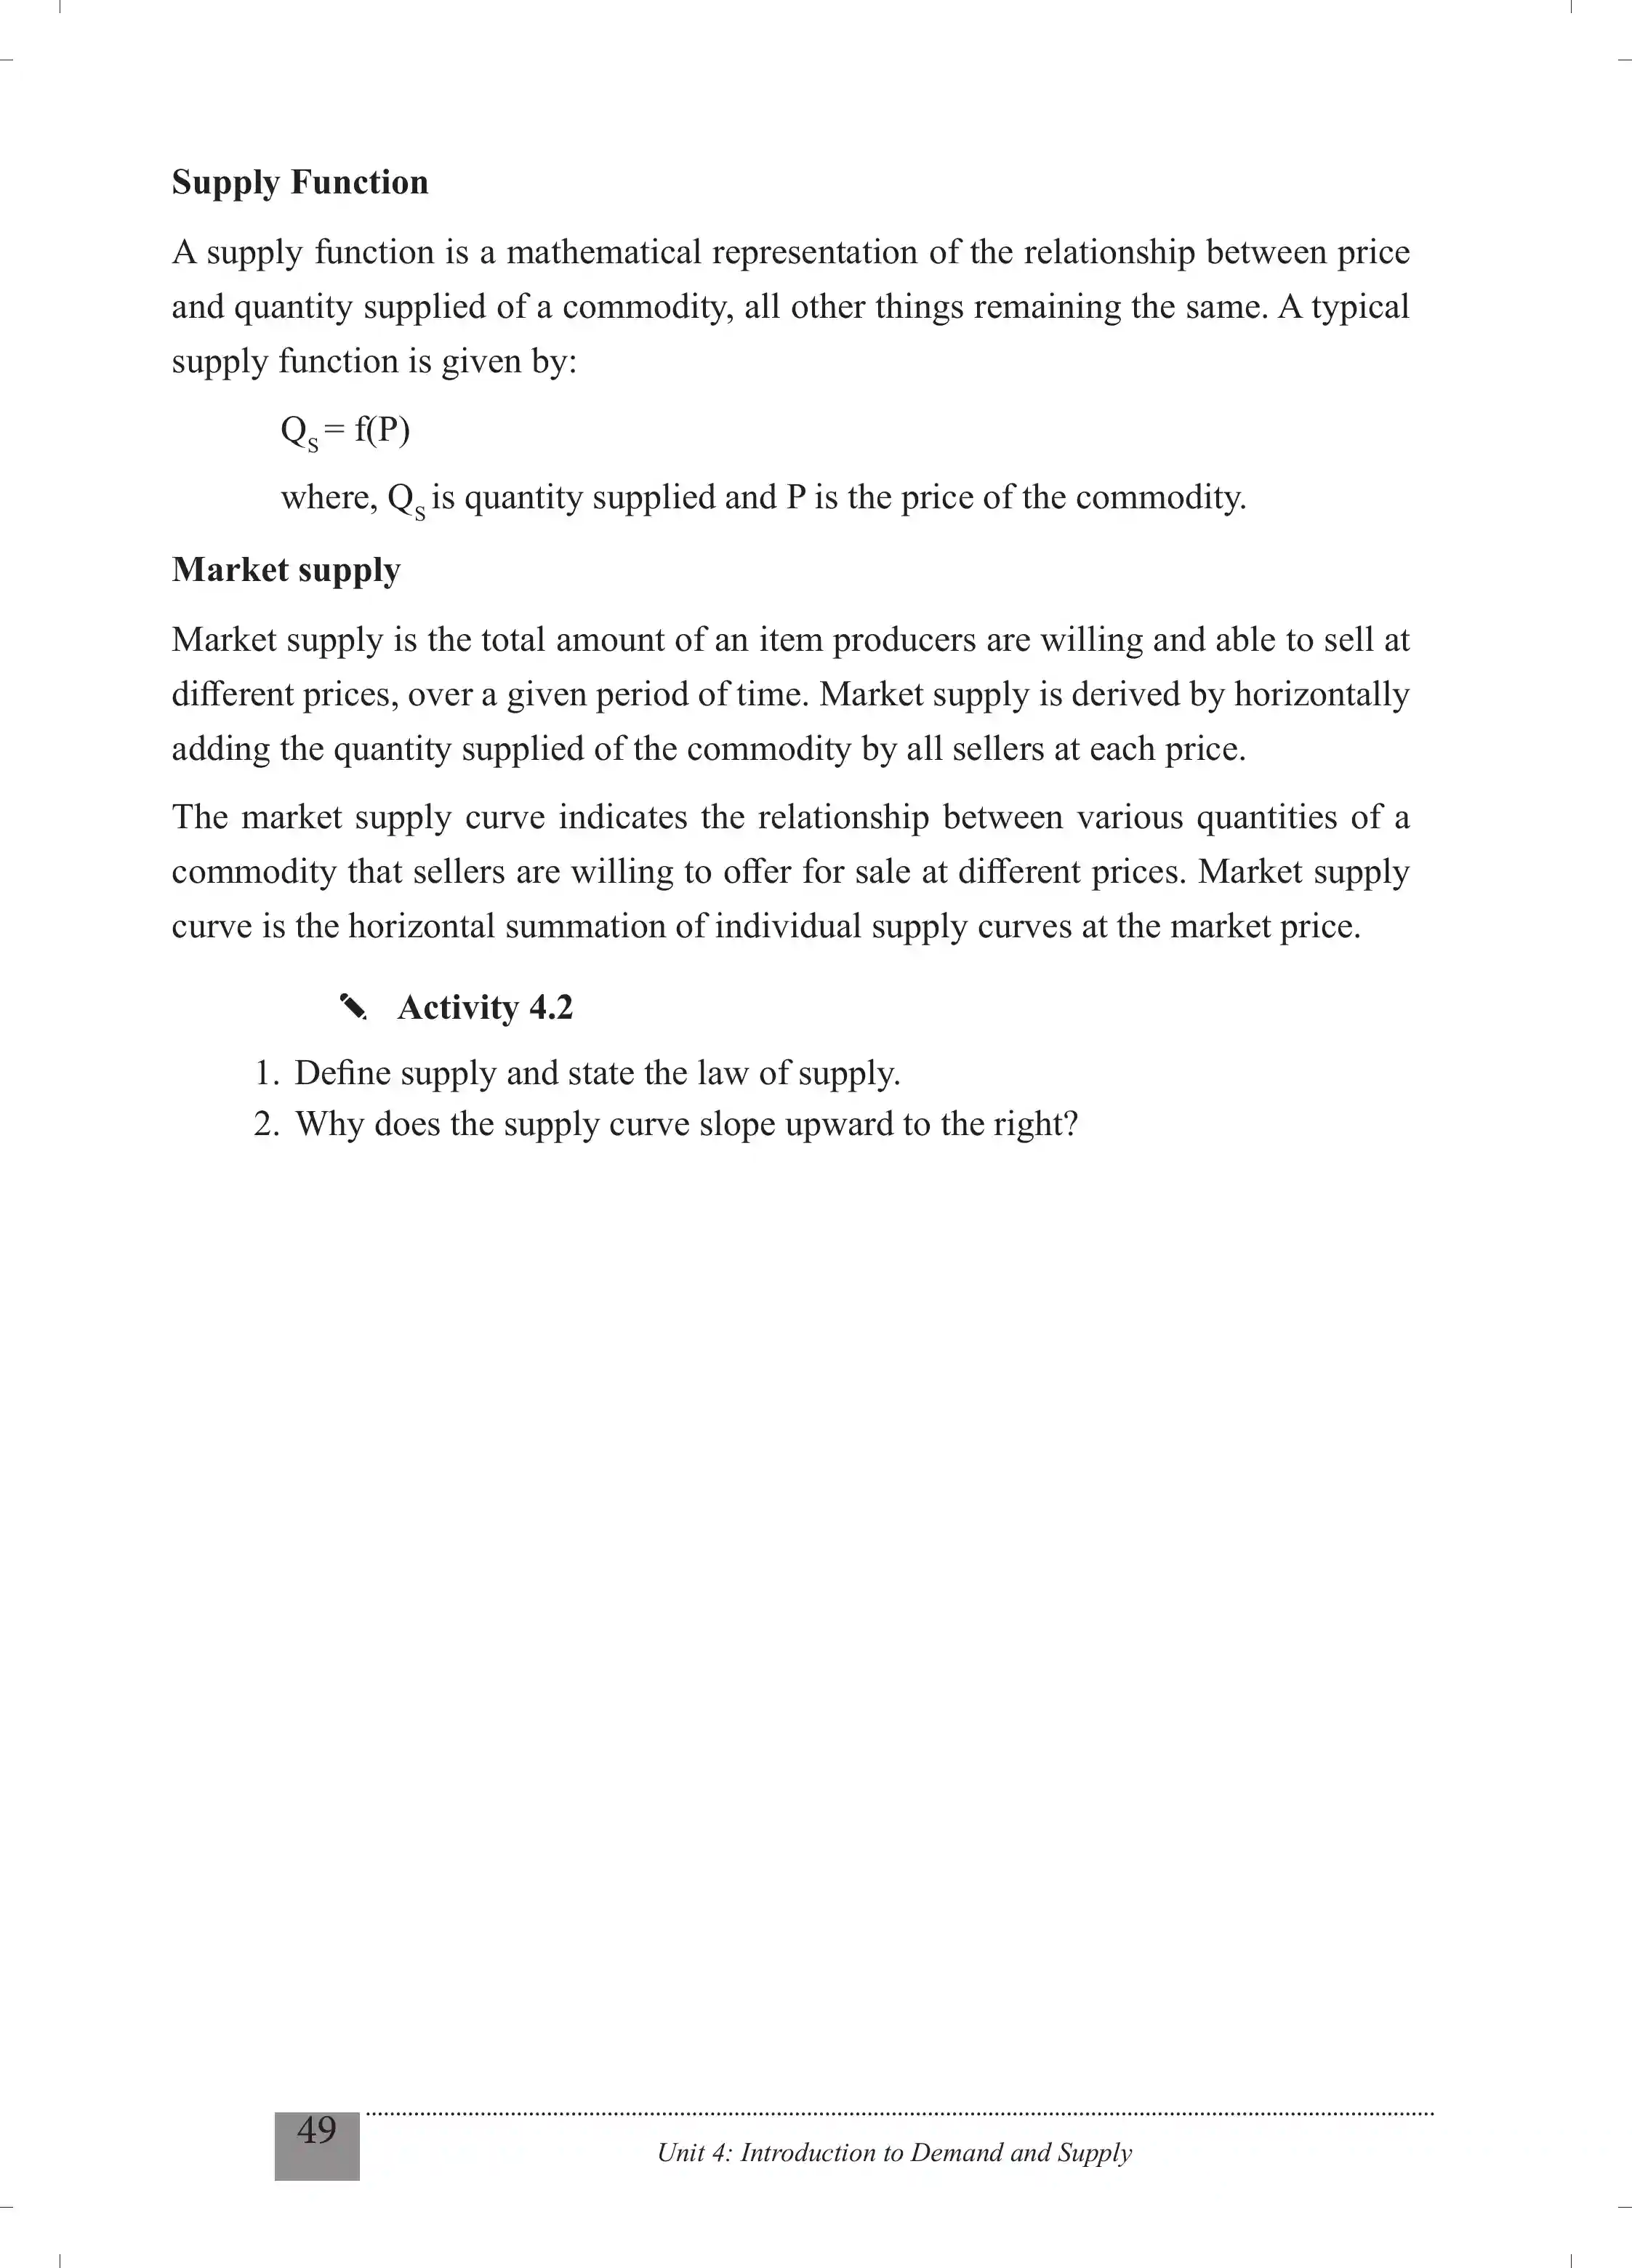 Supply Function
A supply function is a mathematical representation of the relationship between price
and quantity supplied of a commodity, all other things remaining the same. A typical
supply function is given by:
QS = f(P)
where, QS is quantity supplied and P is the price of the commodity.
Market supply
Market supply is the total amount of an item producers are willing and able to sell at
different prices, over a given period of time. Market supply is derived by horizontally
adding the quantity supplied of the commodity by all sellers at each price.
The market supply curve indicates the relationship between various quantities of a
commodity that sellers are willing to offer for sale at different prices. Market supply
curve is the horizontal summation of individual supply curves at the market price.
✎ Activity 4.2
1. Define supply and state the law of supply.
2. Why does the supply curve slope upward to the right?
49
Unit 4: Introduction to Demand and Supply